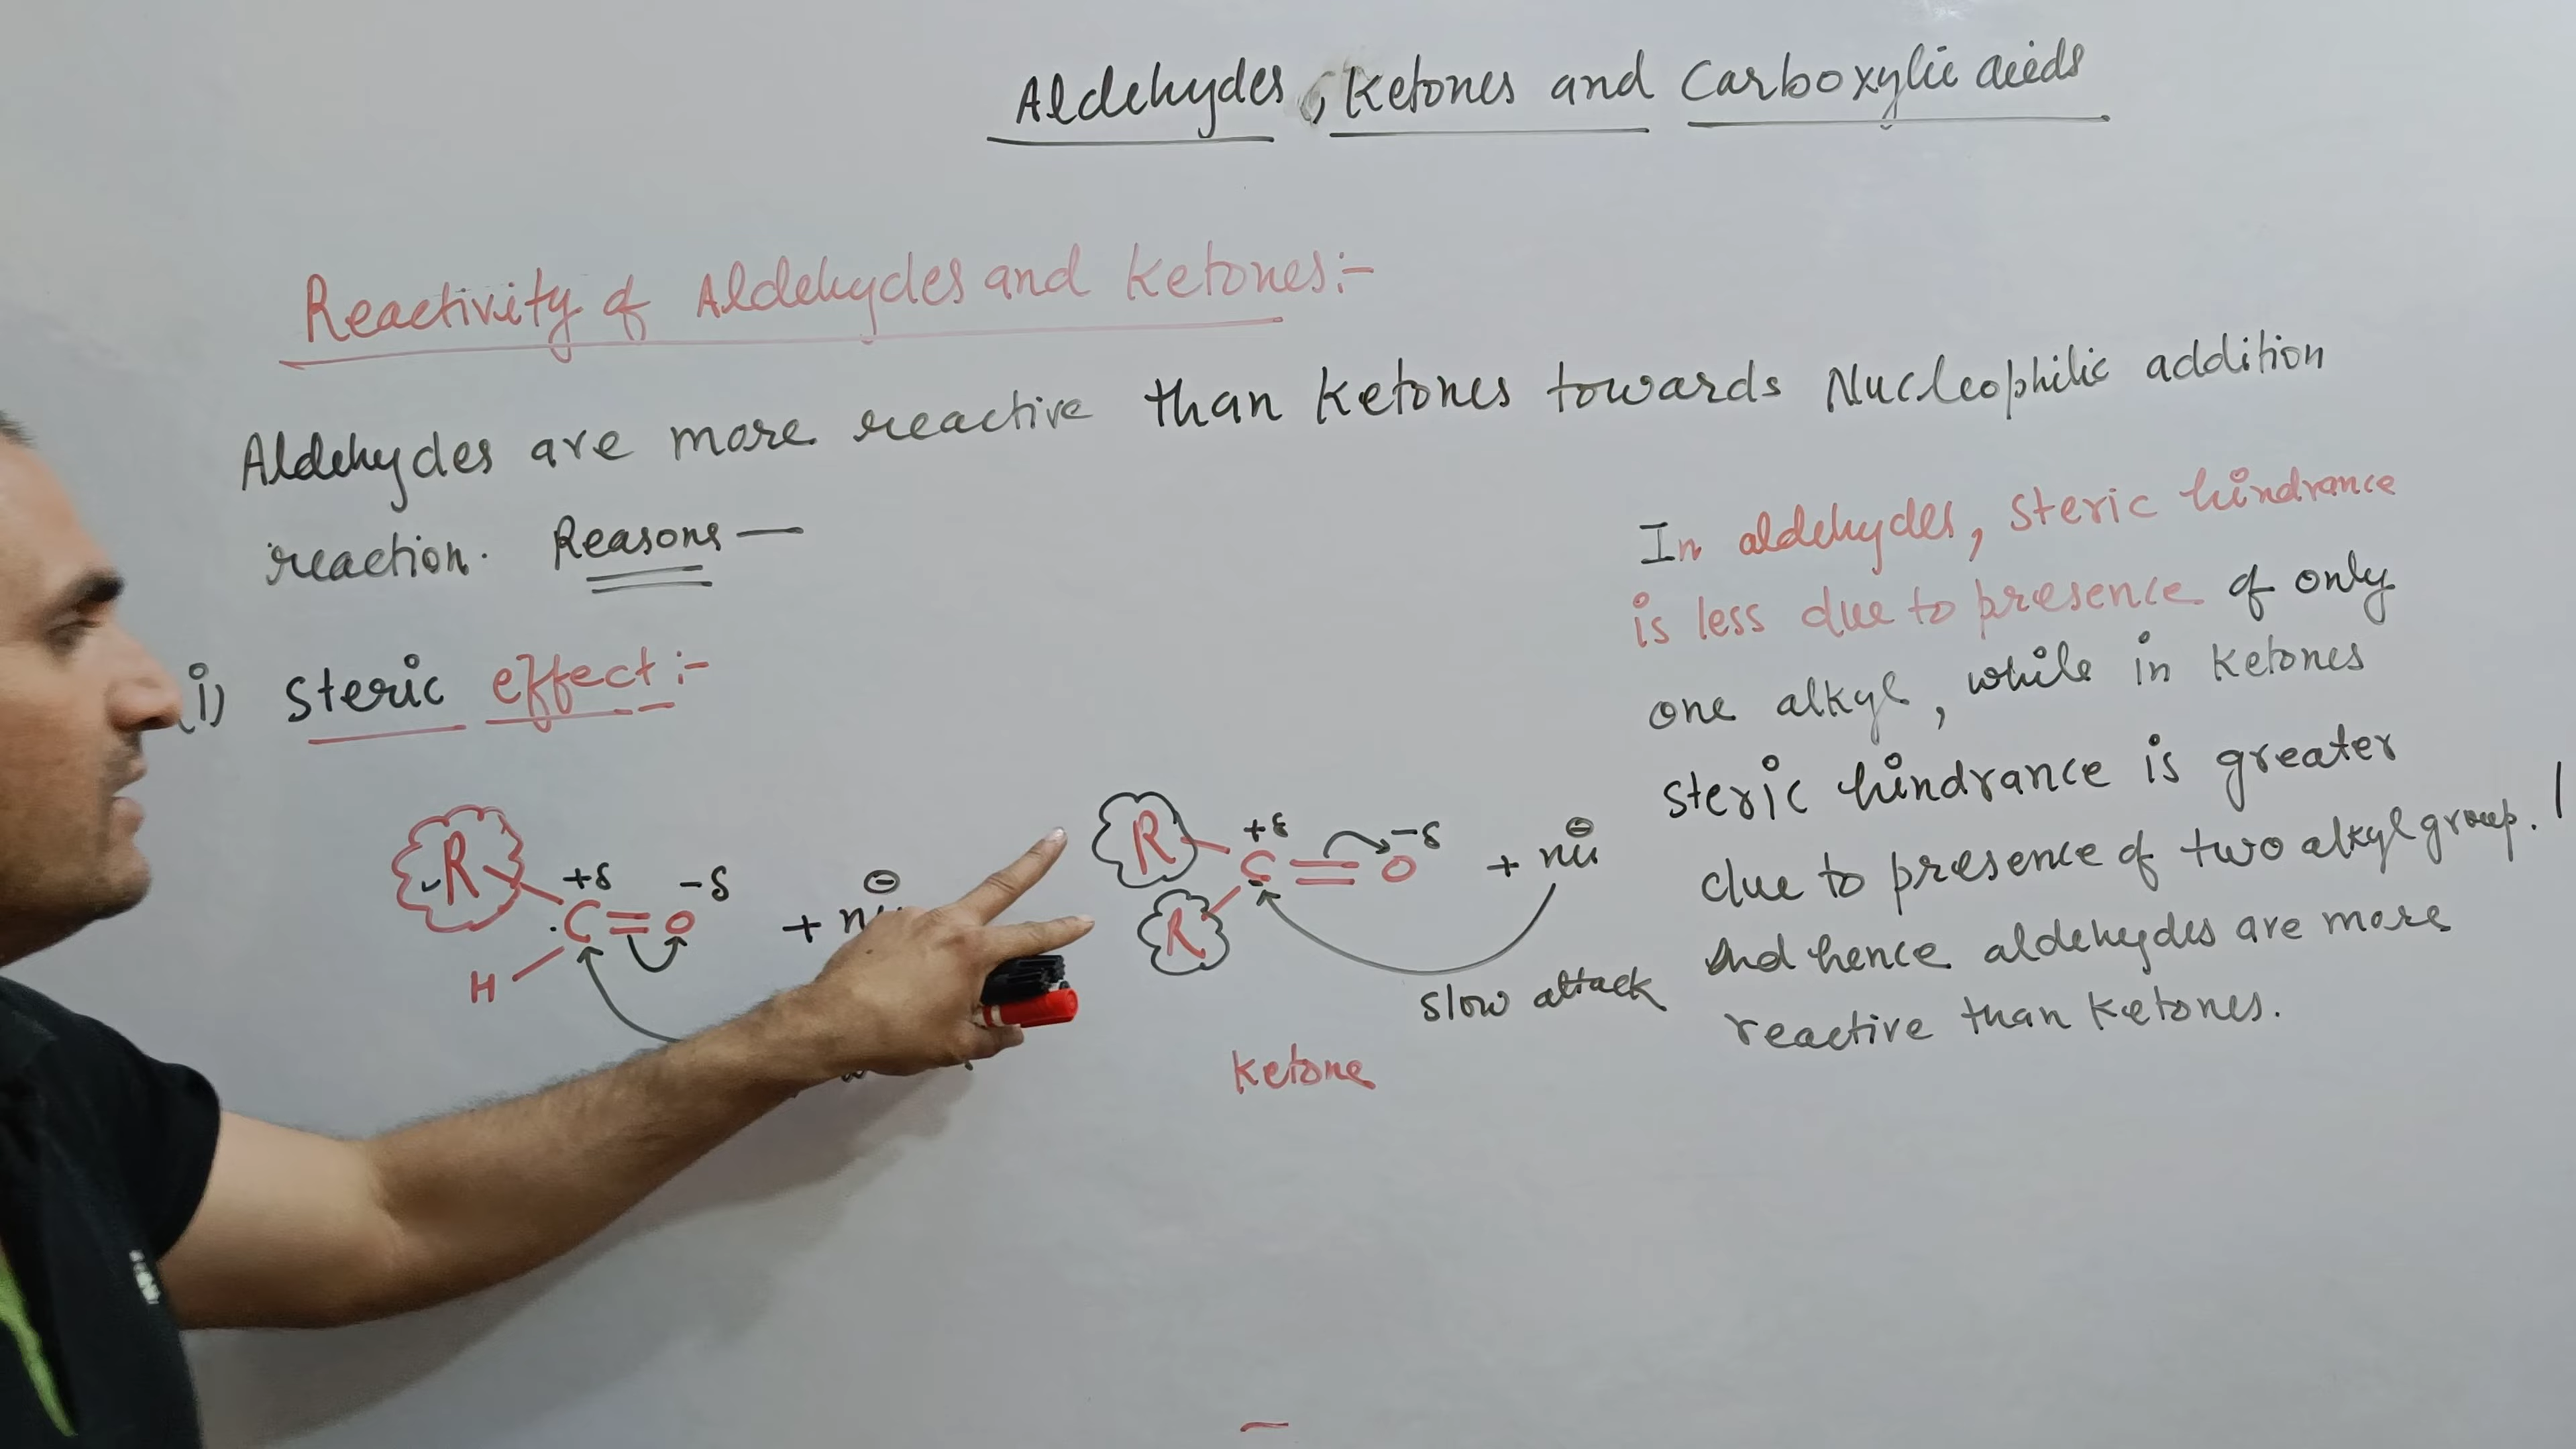 Aldehydes, Ketones and Carboxylic acids
Reactivity of Aldehydes and Ketones:-
Aldehydes are more reactive than Ketones towards Nucleophilic addition
reaction. Reasons —
(i) Steric effect:-
In aldehydes, steric hindrance
is less due to presence of only
one alkyl, while in Ketones
steric hindrance is greater
due to presence of two alkyl group.
And hence aldehydes are more
reactive than Ketones.
R
+δ -δ
C=O +
H
R
+δ -δ ⊖
C=O + nu
R
Slow attack
Ketone